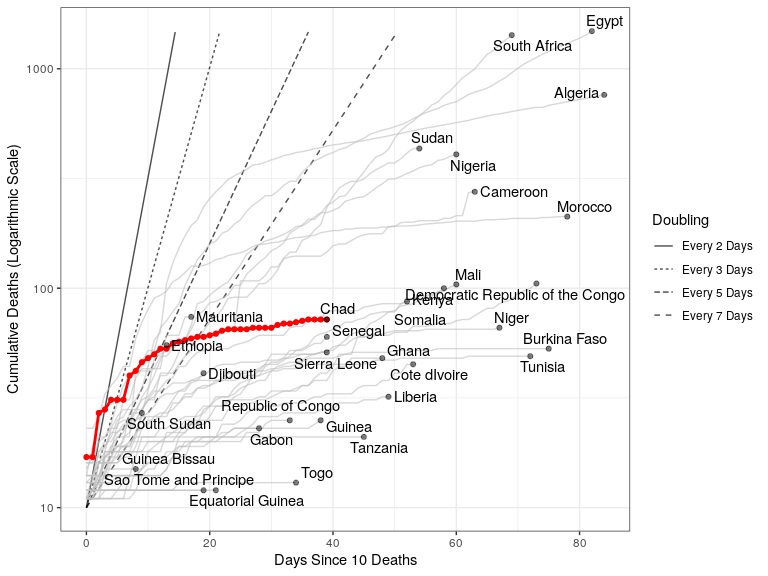 Egypt
South Africa
1000
Algeria
Sudan
Nigeria
Cameroon
Morocco
Mali
100
Democratic Republic of the Congo
Kenya
Chad
Mauritania
Somalia
Niger
Senegal
Burkina Faso
Ethiopia
Ghana
Sierra Leone
Tunisia
Djibouti
Cote dIvoire
Liberia
Republic of Congo
South Sudan
Guinea
Gabon
Tanzania
Guinea Bissau
Togo
Sao Tome and Principe
Equatorial Guinea
10
0
20
40
60
80
Days Since 10 Deaths
Cumulative Deaths (Logarithmic Scale)
Doubling
Every 2 Days
Every 3 Days
Every 5 Days
Every 7 Days